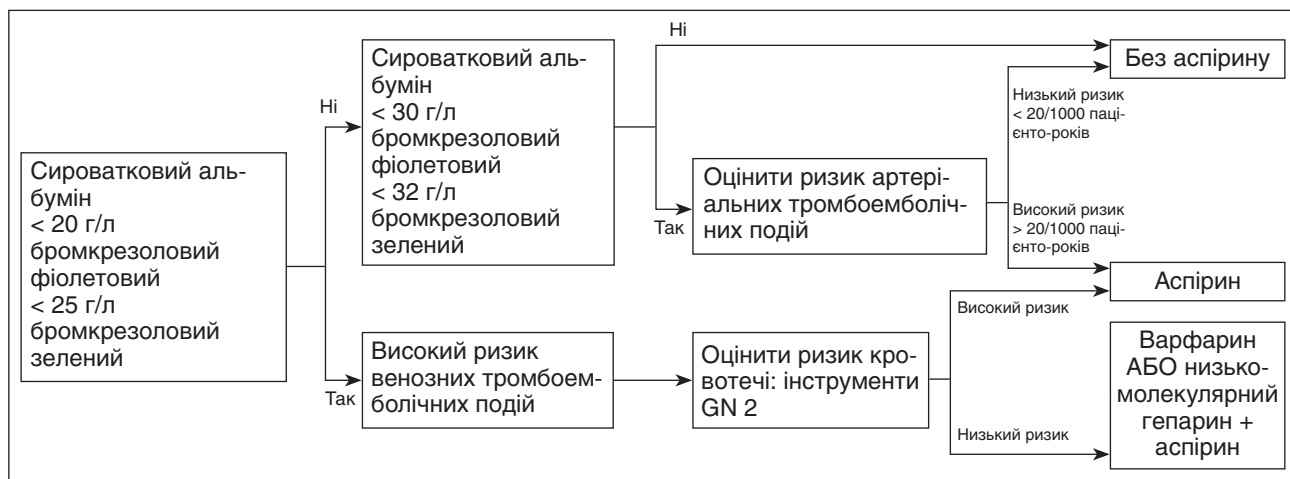 Сироватковий аль-
бумін
< 20 г/л
бромкрезоловий
фіолетовий
< 25 г/л
бромкрезоловий
зелений
Ні
Так
Сироватковий аль-
бумін
< 30 г/л
бромкрезоловий
фіолетовий
< 32 г/л
бромкрезоловий
зелений
Високий ризик
венозних тромбоем-
болічних подій
Ні
Так
Оцінити ризик артері-
альних тромбоемболіч-
них подій
Оцінити ризик кро-
вотечі: інструменти
GN 2
Низький ризик
< 20/1000 паці-
єнто-років
Високий ризик
> 20/1000 паці-
єнто-років
Високий ризик
Низький ризик
Без аспірину
Аспірин
Варфарин
АБО низько-
молекулярний
гепарин +
аспірин